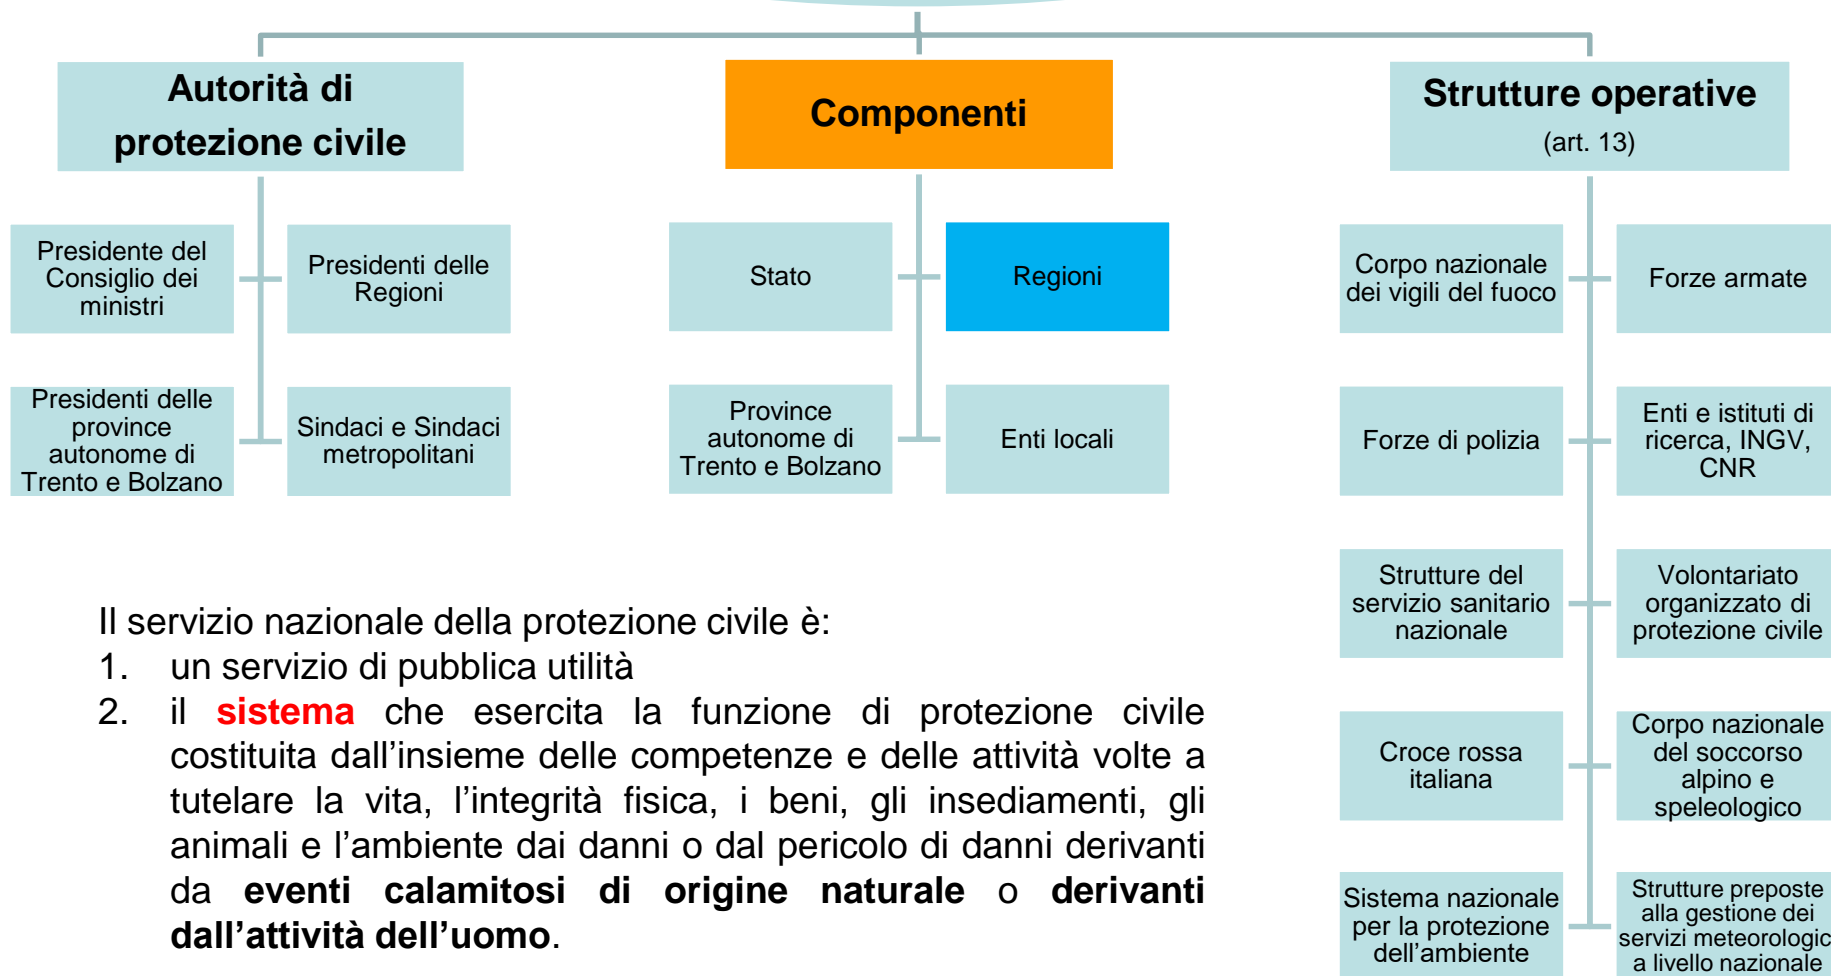 Autorità di
protezione civile
Componenti
Strutture operative
(art. 13)
Presidente del
Consiglio dei
ministri
Presidenti delle
Regioni
Presidenti delle
province
autonome di
Trento e Bolzano
Sindaci e Sindaci
metropolitani
Stato
Regioni
Province
autonome di
Trento e Bolzano
Enti locali
Corpo nazionale
dei vigili del fuoco
Forze armate
Forze di polizia
Enti e istituti di
ricerca, INGV,
CNR
Strutture del
servizio sanitario
nazionale
Volontariato
organizzato di
protezione civile
Croce rossa
italiana
Corpo nazionale
del soccorso
alpino e
speleologico
Sistema nazionale
per la protezione
dell'ambiente
Strutture preposte
alla gestione dei
servizi meteorologic
a livello nazionale
Il servizio nazionale della protezione civile è:
1. un servizio di pubblica utilità
2. il sistema che esercita la funzione di protezione civile
costituita dall’insieme delle competenze e delle attività volte a
tutelare la vita, l’integrità fisica, i beni, gli insediamenti, gli
animali e l’ambiente dai danni o dal pericolo di danni derivanti
da eventi calamitosi di origine naturale o derivanti
dall’attività dell’uomo.